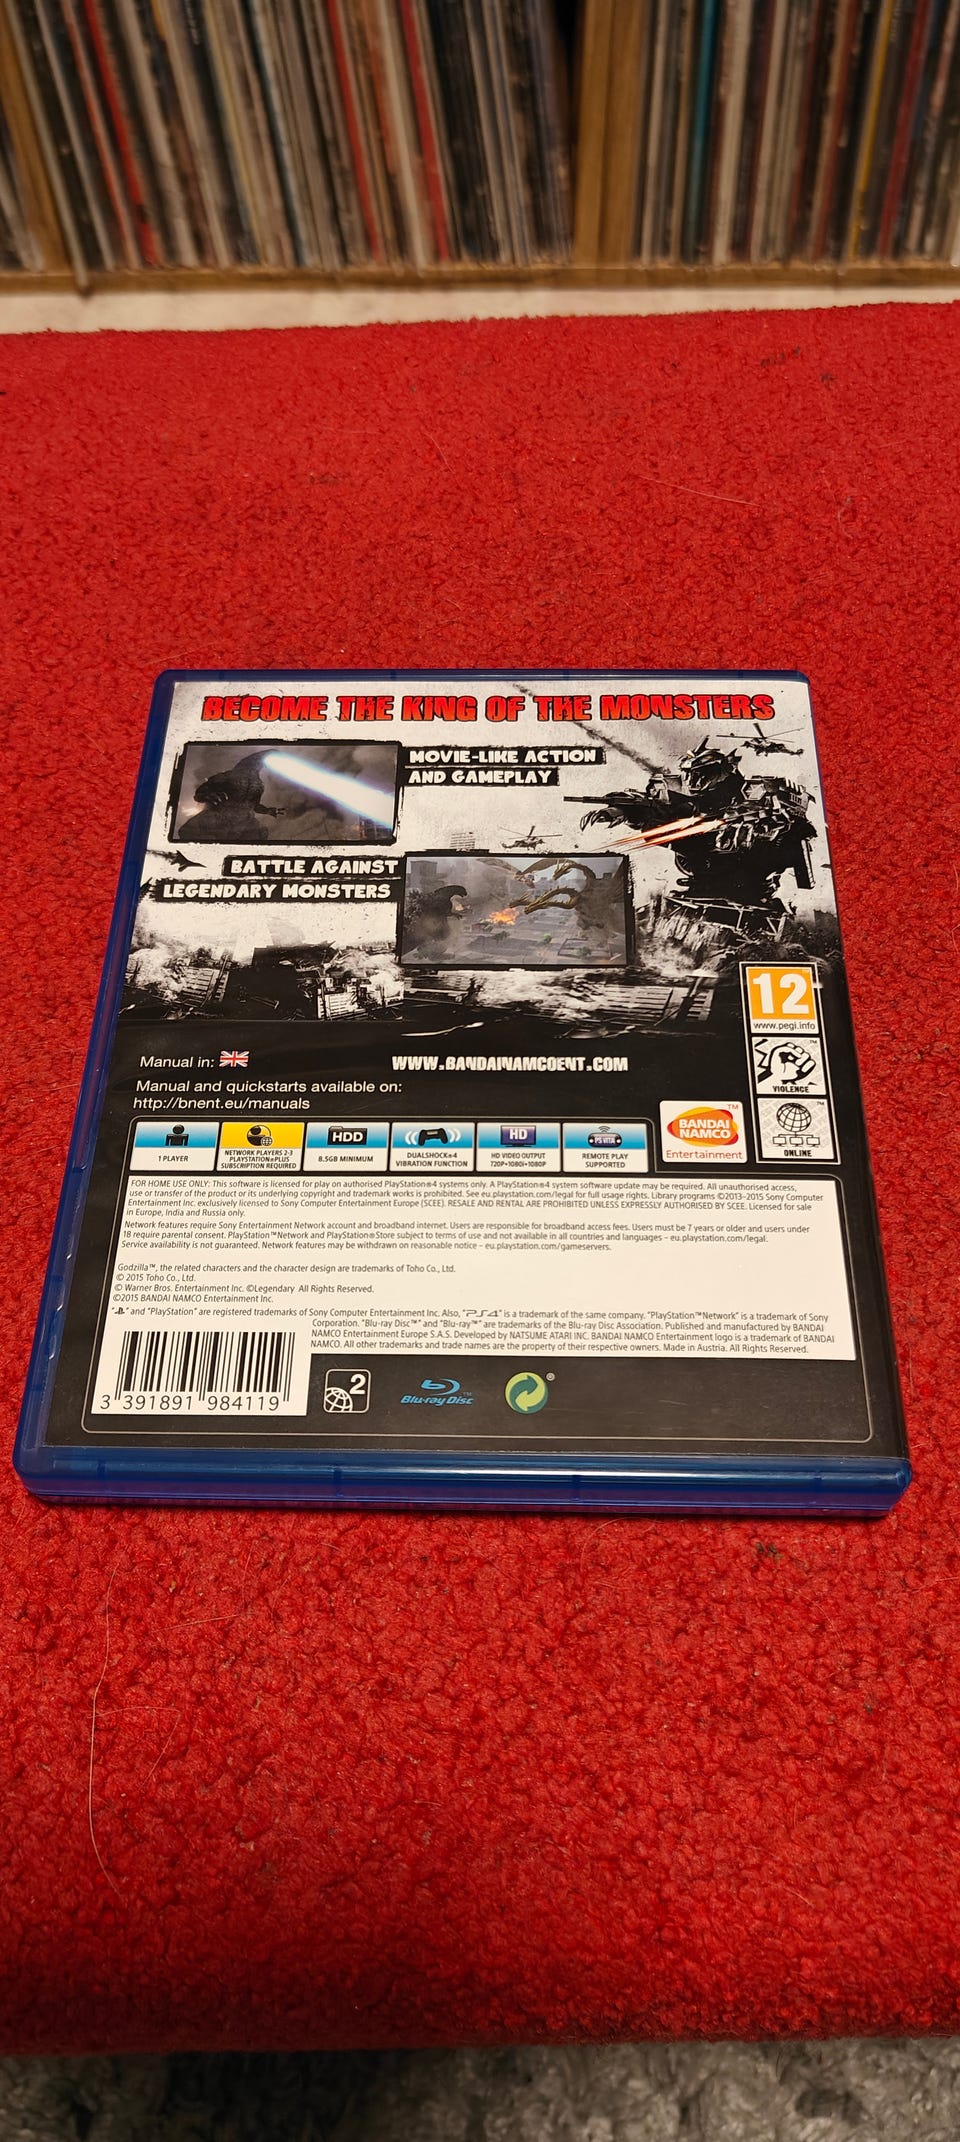 BECOME THE KING OF THE MONSTERS
MOVIE-LIKE ACTION
AND GAMEPLAY
BATTLE AGAINST
LEGENDARY MONSTERS
12
www.pegi.info
VIOLENCE
ONLINE
Manual in:
WWW.BANDAINAMCOENT.COM
Manual and quickstarts available on:
http://bnent.eu/manuals
1 PLAYER
NETWORK PLAYERS 2-3
PLAYSTATION®PLUS
SUBSCRIPTION REQUIRED
HDD
8.5GB MINIMUM
DUALSHOCK®4
VIBRATION FUNCTION
HD
HD VIDEO OUTPUT
720P•1080i•1080P
PS VITA
REMOTE PLAY
SUPPORTED
BANDAI
NAMCO
Entertainment
TM
FOR HOME USE ONLY: This software is licensed for play on authorised PlayStation®4 systems only. A PlayStation®4 system software update may be required. All unauthorised access,
use or transfer of the product or its underlying copyright and trademark works is prohibited. See eu.playstation.com/legal for full usage rights. Library programs ©2013-2015 Sony Computer
Entertainment Inc. exclusively licensed to Sony Computer Entertainment Europe (SCEE). RESALE AND RENTAL ARE PROHIBITED UNLESS EXPRESSLY AUTHORISED BY SCEE. Licensed for sale
in Europe, India and Russia only.
Network features require Sony Entertainment Network account and broadband internet. Users are responsible for broadband access fees. Users must be 7 years or older and users under
18 require parental consent. PlayStation™Network and PlayStation®Store subject to terms of use and not available in all countries and languages – eu.playstation.com/legal.
Service availability is not guaranteed. Network features may be withdrawn on reasonable notice – eu.playstation.com/gameservers.
Godzilla™, the related characters and the character design are trademarks of Toho Co., Ltd.
© 2015 Toho Co., Ltd.
© Warner Bros. Entertainment Inc. ©Legendary All Rights Reserved.
©2015 BANDAI NAMCO Entertainment Inc.
" " and "PlayStation" are registered trademarks of Sony Computer Entertainment Inc. Also, "PS4" is a trademark of the same company. "PlayStation™Network" is a trademark of Sony
Corporation. "Blu-ray Disc™" and "Blu-ray™" are trademarks of the Blu-ray Disc Association. Published and manufactured by BANDAI
NAMCO Entertainment Europe S.A.S. Developed by NATSUME ATARI INC. BANDAI NAMCO Entertainment logo is a trademark of BANDAI
NAMCO. All other trademarks and trade names are the property of their respective owners. Made in Austria. All Rights Reserved.
3 391891 984119
2
Blu-ray Disc™
®